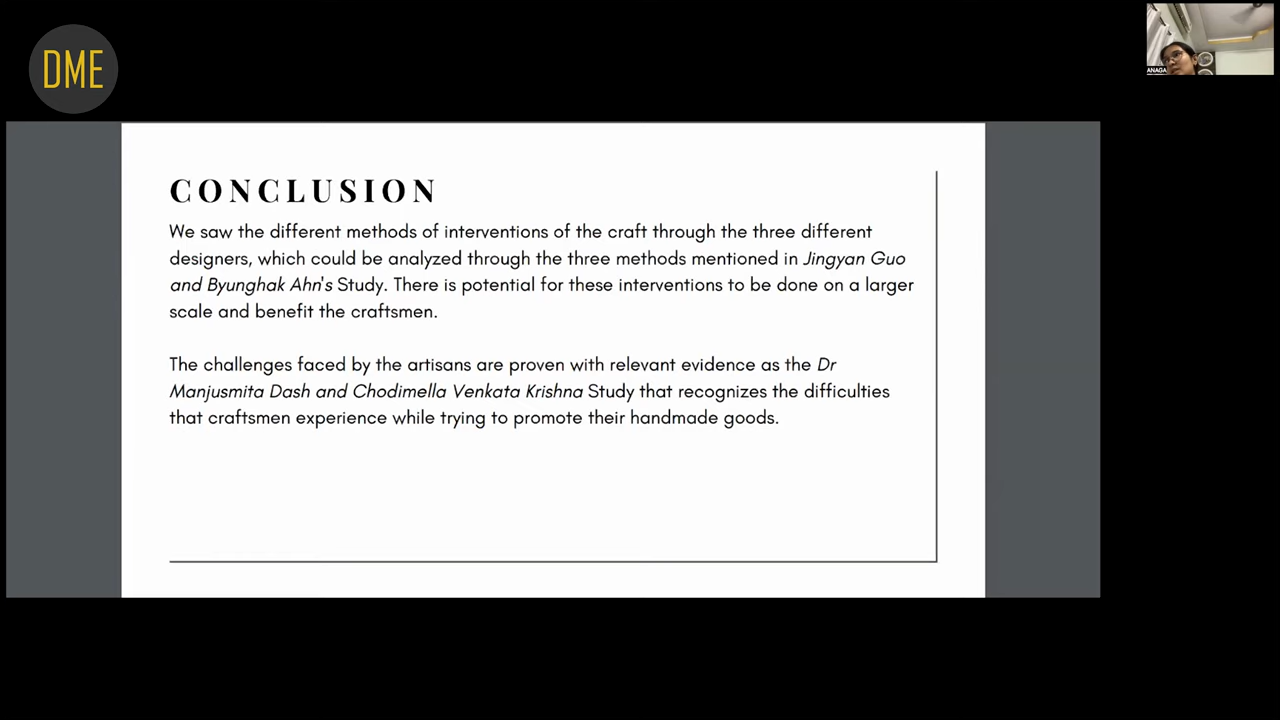 DME
ANAGA
CONCLUSION
We saw the different methods of interventions of the craft through the three different
designers, which could be analyzed through the three methods mentioned in Jingyan Guo
and Byunghak Ahn's Study. There is potential for these interventions to be done on a larger
scale and benefit the craftsmen.
The challenges faced by the artisans are proven with relevant evidence as the Dr
Manjusmita Dash and Chodimella Venkata Krishna Study that recognizes the difficulties
that craftsmen experience while trying to promote their handmade goods.